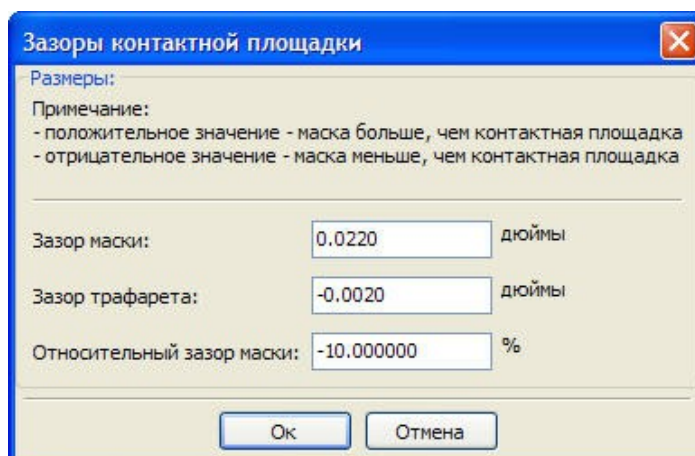 Зазоры контактной площадки
Размеры:
Примечание:
- положительное значение - маска больше, чем контактная площадка
- отрицательное значение - маска меньше, чем контактная площадка
Зазор маски: 0.0220 дюймы
Зазор трафарета: -0.0020 дюймы
Относительный зазор маски: -10.000000 %
Ок Отмена